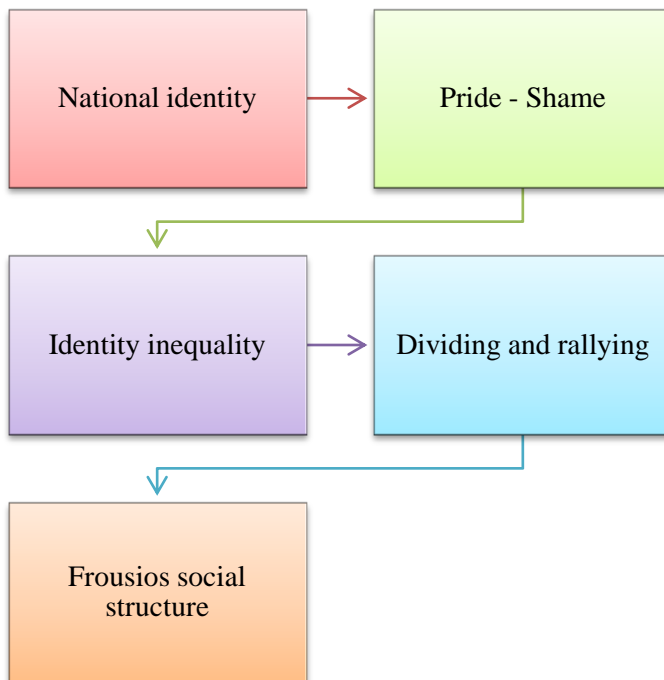 National identity
Pride - Shame
Identity inequality
Dividing and rallying
Frousios social
structure